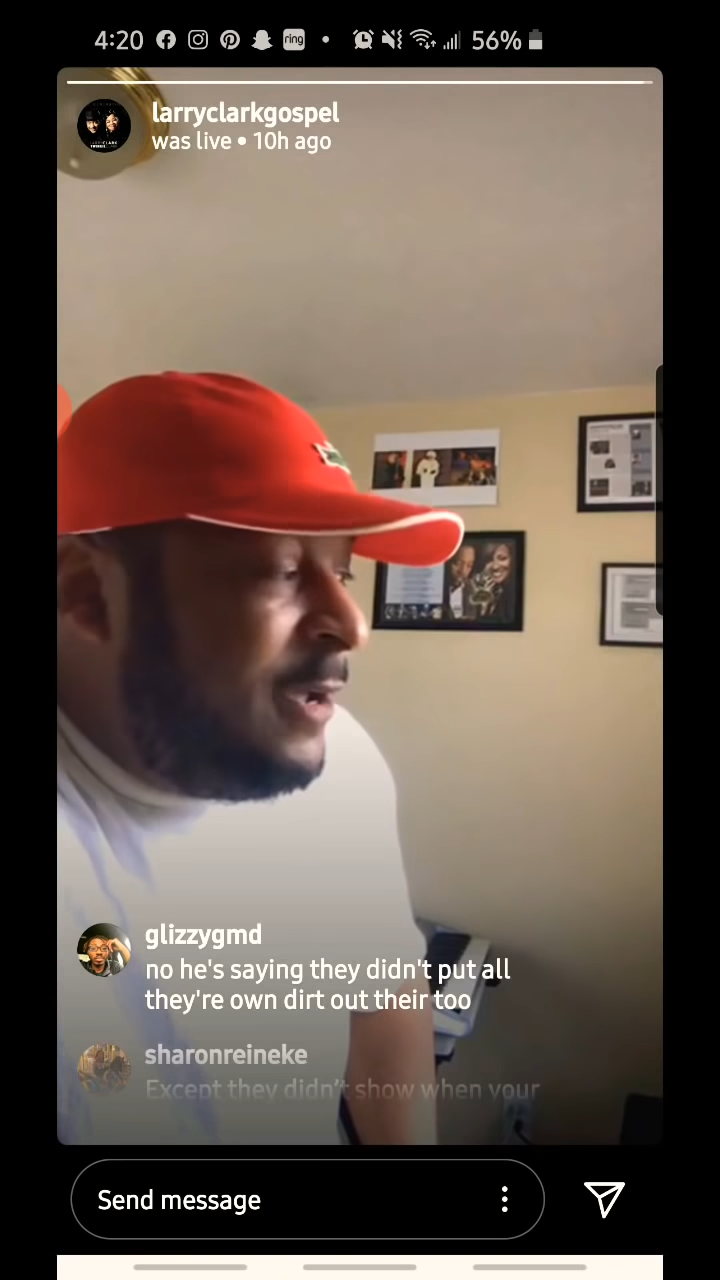 4:20 ring • 56%
larryclarkgospel
was live • 10h ago
glizzygmd
no he's saying they didn't put all
they're own dirt out their too
sharonreineke
Except they didn't show when your
Send message